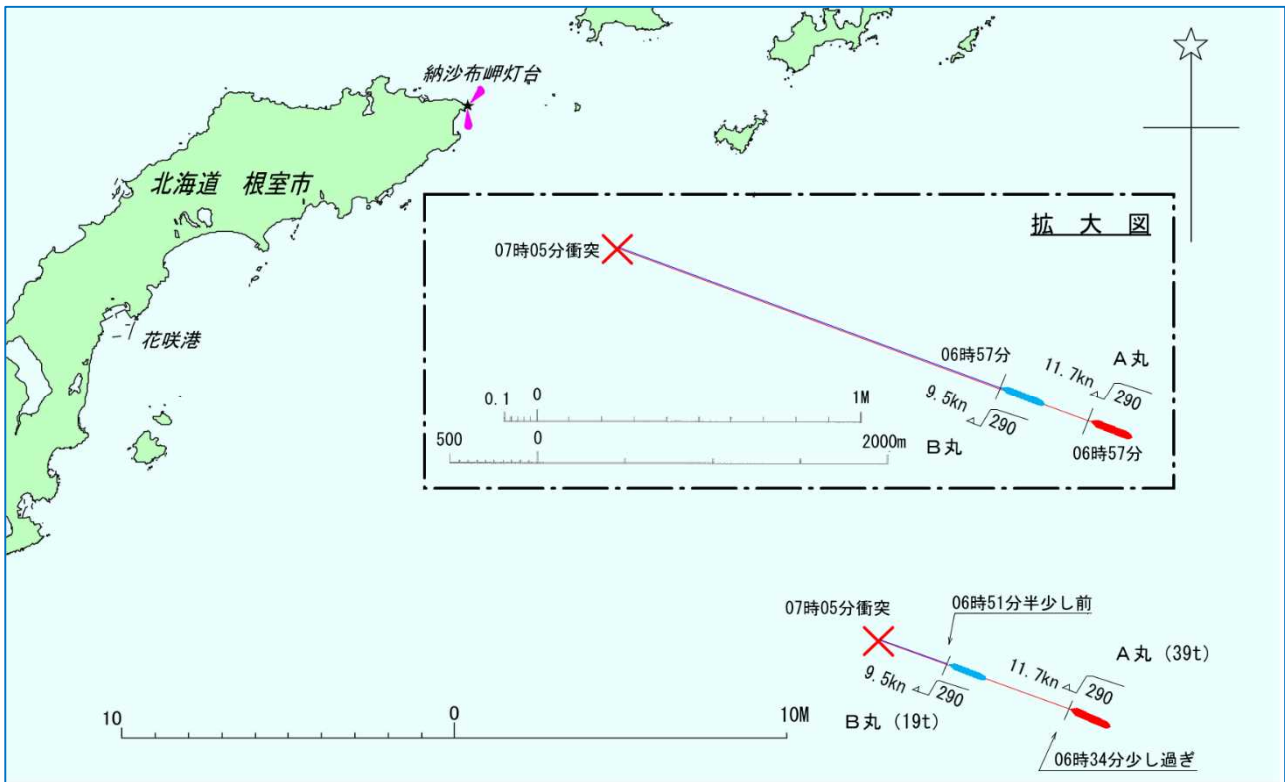 納沙布岬灯台
北海道 根室市
花咲港
拡大図
07時05分衝突
06時57分
A丸
11.7kn
290
9.5kn
290
B丸
06時57分
0.1 0 1M
500 0 2000m
07時05分衝突
06時51分半少し前
A丸 (39t)
11.7kn
290
9.5kn
290
B丸 (19t)
06時34分少し過ぎ
10 0 10M